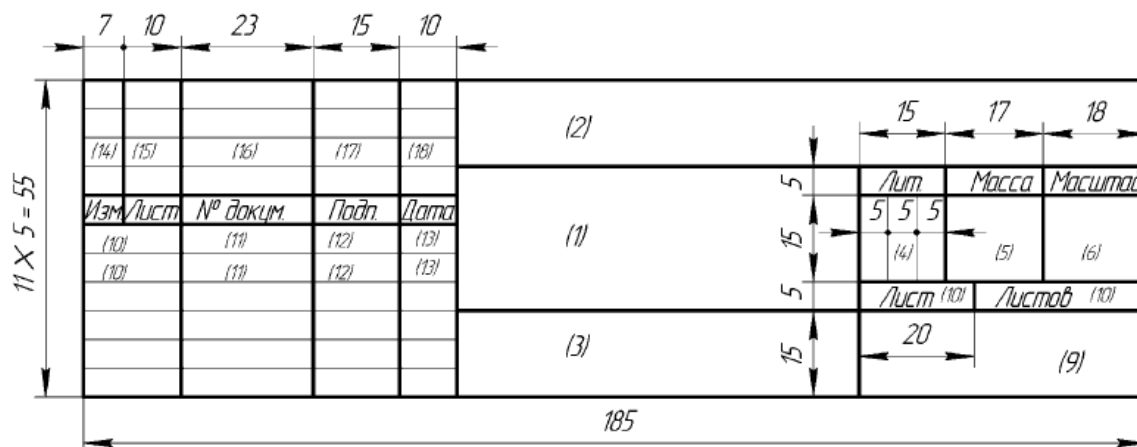 7 10 23 15 10
(2) 15 17 18
(14) (15) (16) (17) (18)
5 Лит. Масса Масштаб
Изм Лист № докум. Подп. Дата
11 X 5 = 55
(10) (11) (12) (13)
(1) 15 5 5 5 (4) (5) (6)
(10) (11) (12) (13)
5 Лист (10) Листов (10)
(3) 15 20 (9)
185